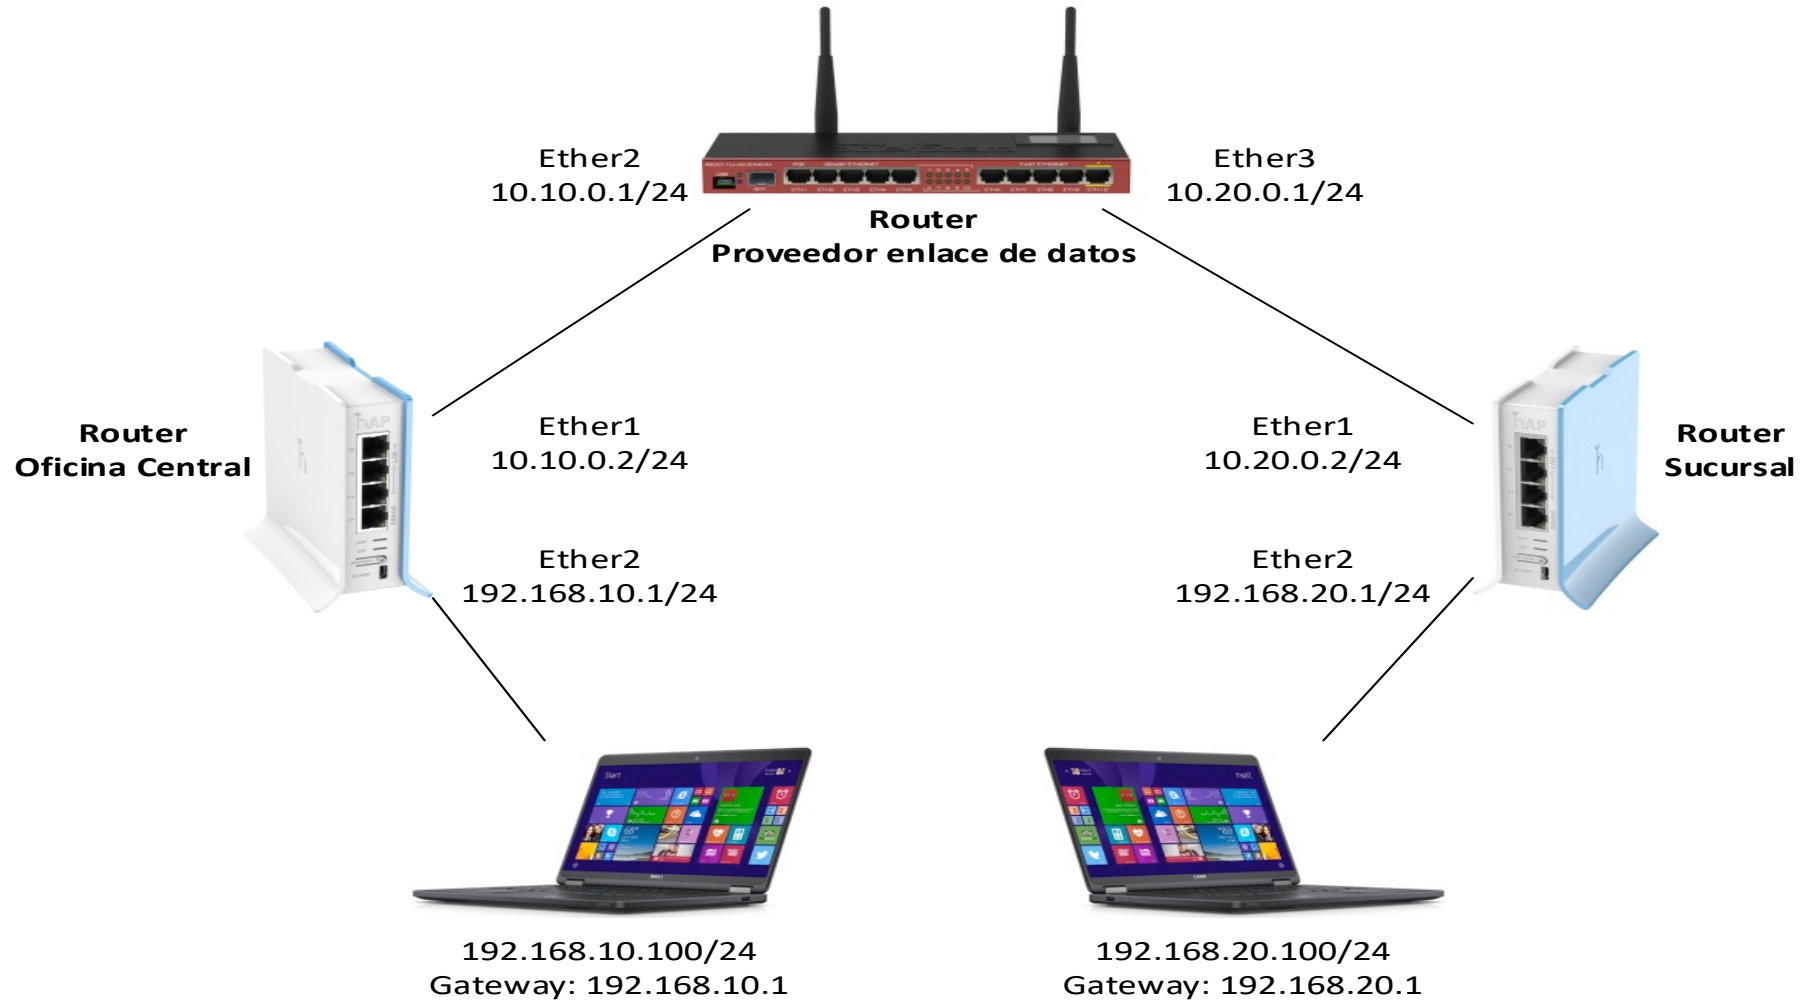 Ether2
10.10.0.1/24
Ether3
10.20.0.1/24
Router
Proveedor enlace de datos
Router
Oficina Central
Ether1
10.10.0.2/24
Ether2
192.168.10.1/24
Ether1
10.20.0.2/24
Ether2
192.168.20.1/24
Router
Sucursal
hAP
hAP
Start
192.168.10.100/24
Gateway: 192.168.10.1
192.168.20.100/24
Gateway: 192.168.20.1